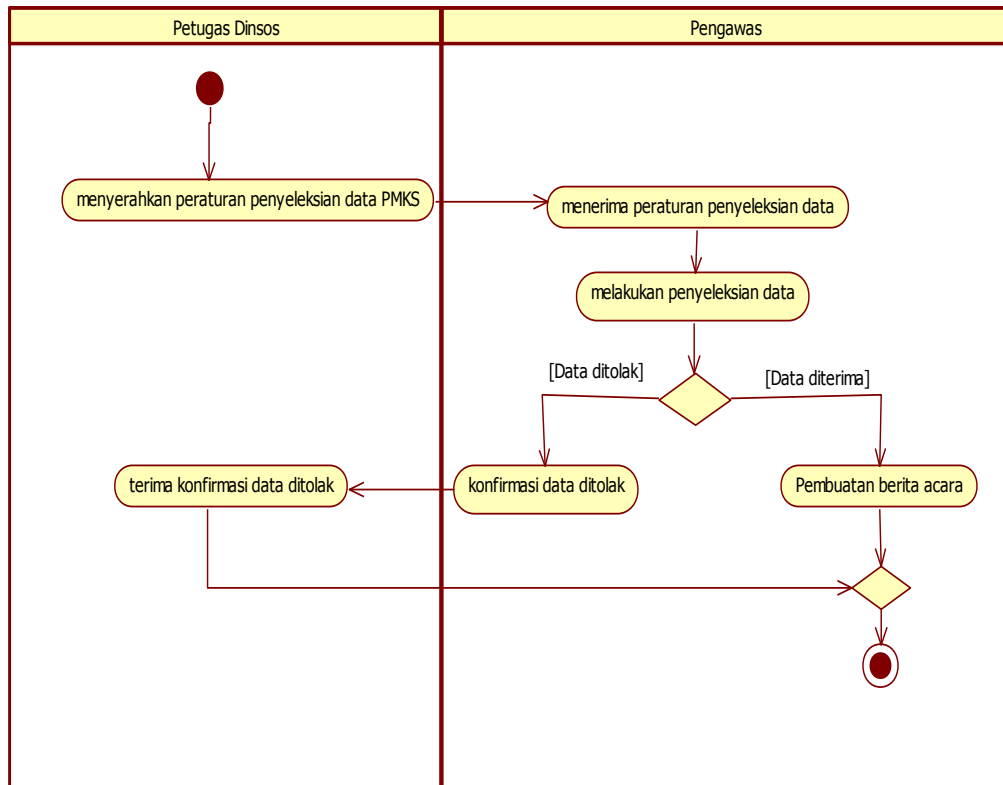 Petugas Dinsos
Pengawas
menyerahkan peraturan penyeleksian data PMKS
menerima peraturan penyeleksian data
melakukan penyeleksian data
[Data ditolak]
[Data diterima]
terima konfirmasi data ditolak
konfirmasi data ditolak
Pembuatan berita acara